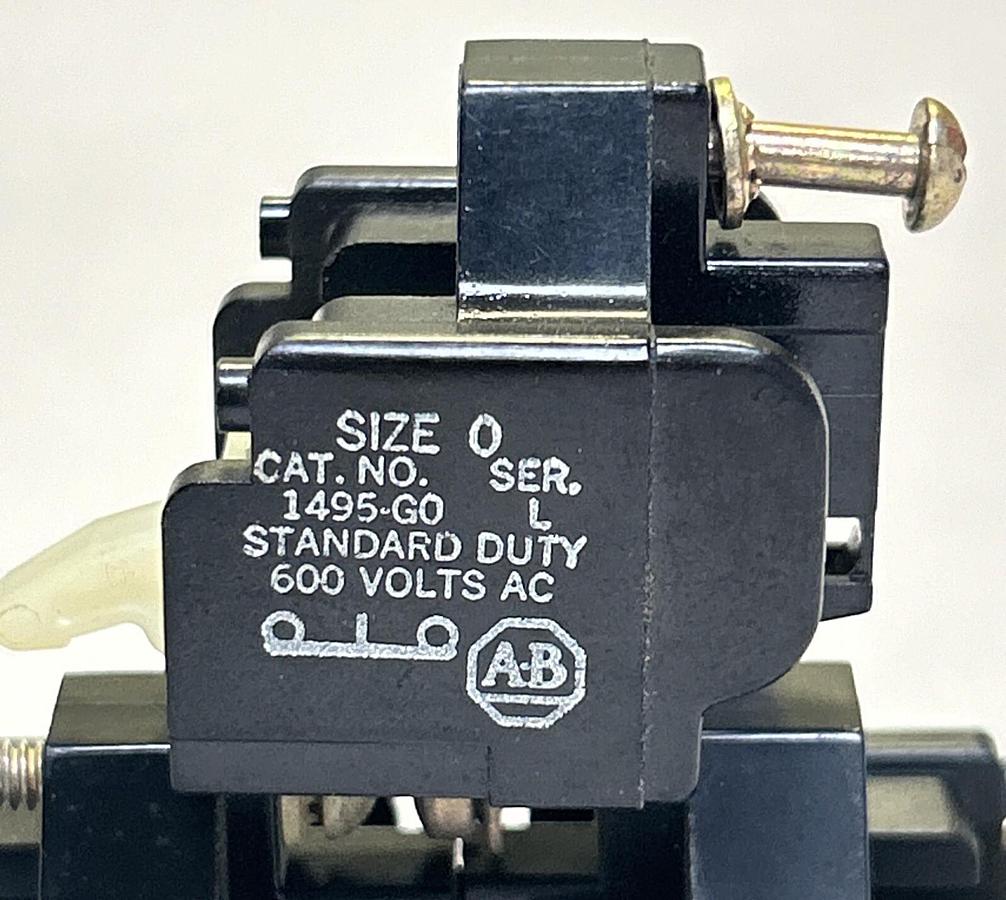 SIZE 0
CAT. NO. SER.
1495-G0 L
STANDARD DUTY
600 VOLTS AC
A-B